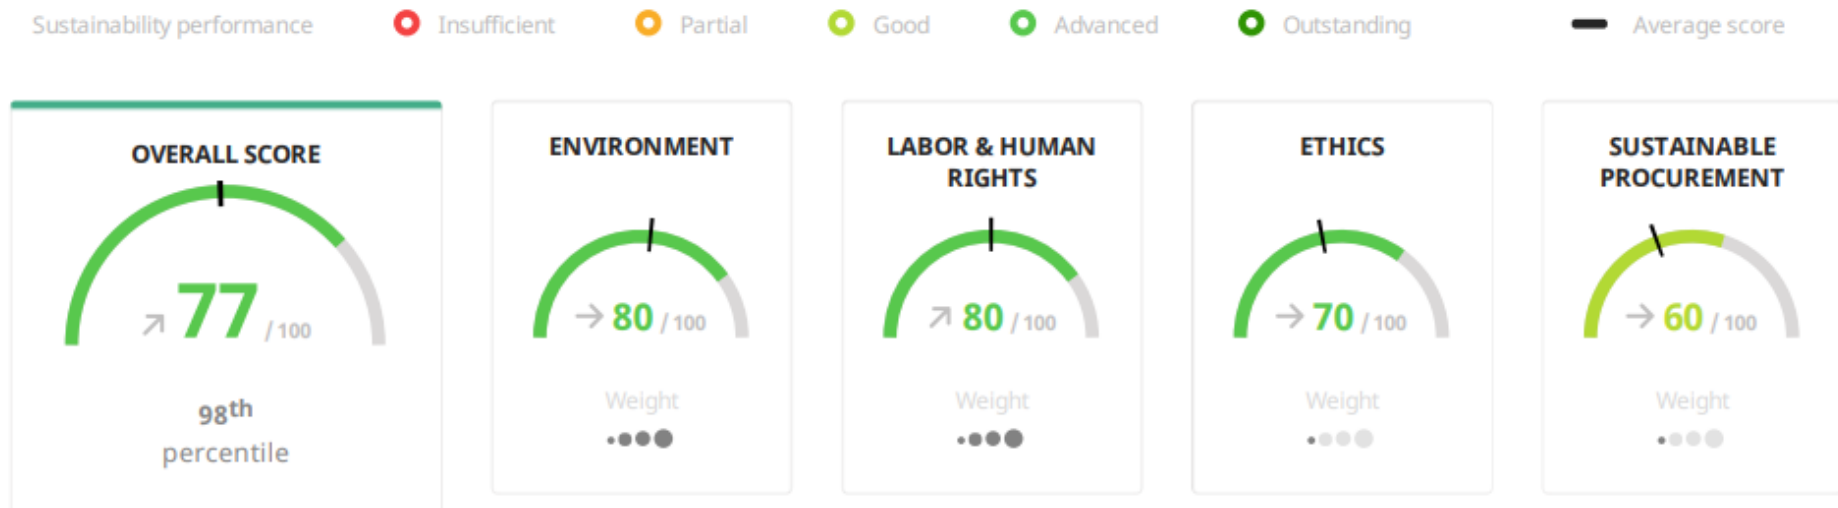 Sustainability performance Insufficient Partial Good Advanced Outstanding Average score
OVERALL SCORE
77 / 100
98th
percentile
ENVIRONMENT
80 / 100
Weight
LABOR & HUMAN
RIGHTS
80 / 100
Weight
ETHICS
70 / 100
Weight
SUSTAINABLE
PROCUREMENT
60 / 100
Weight